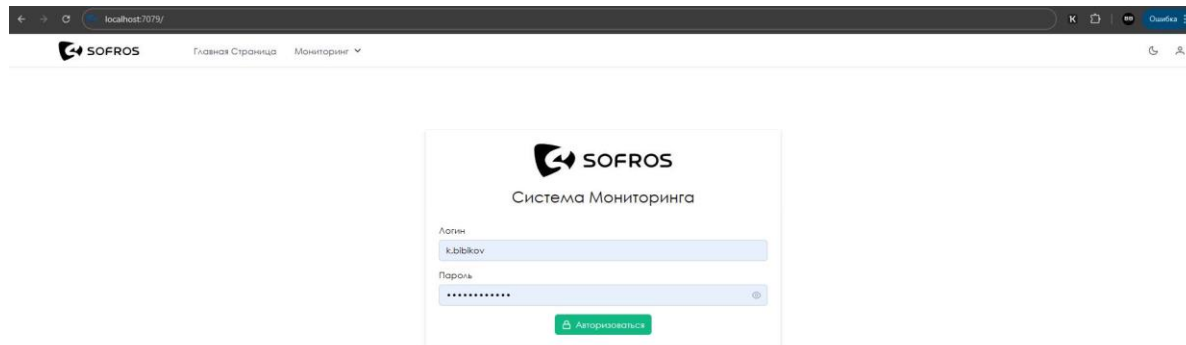 localhost:7079/
K
Ошибка
SOFROS
Главная Страница
Мониторинг
SOFROS
Система Мониторинга
Логин
k.bibikov
Пароль
Авторизоваться